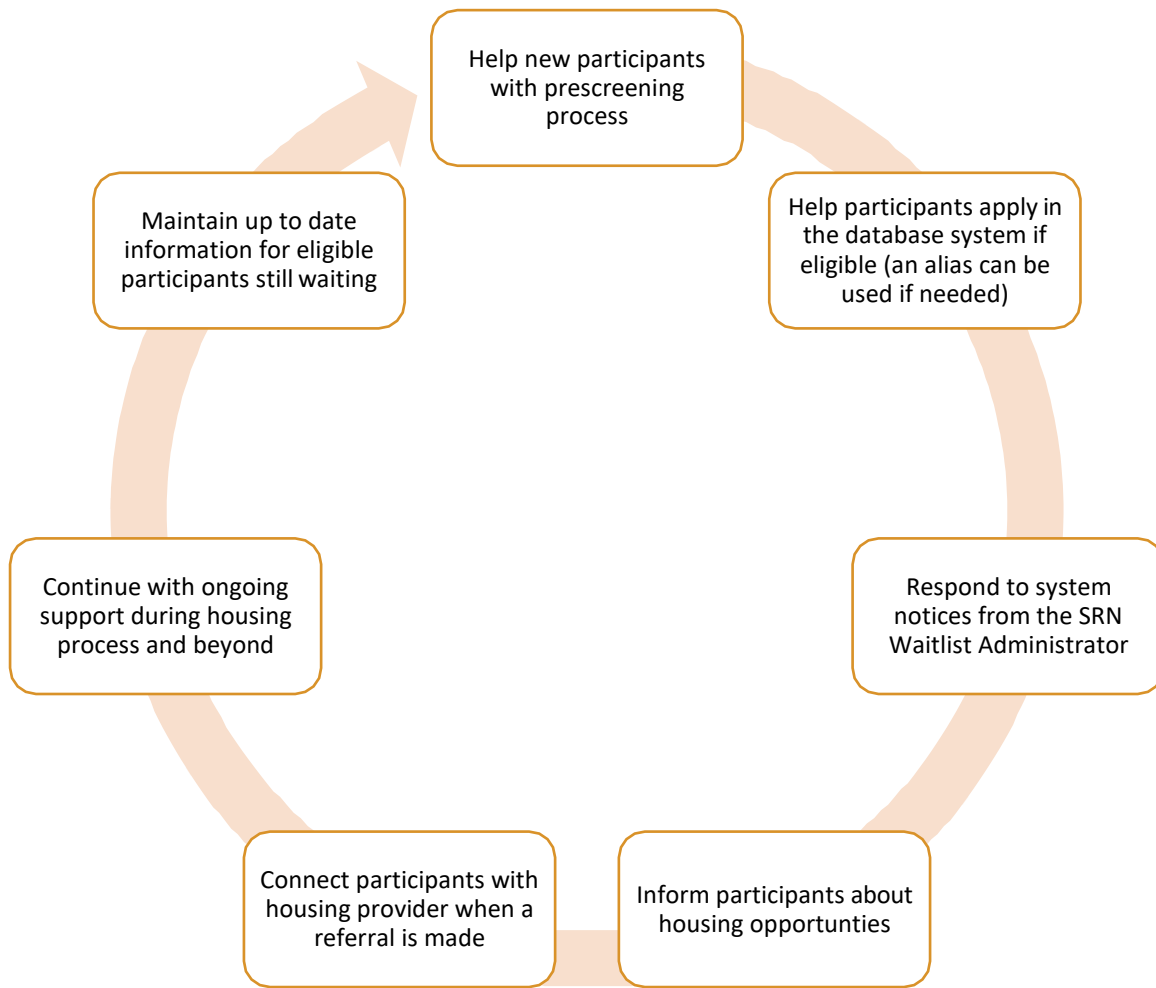 Help new participants
with prescreening
process
Help participants apply in
the database system if
eligible (an alias can be
used if needed)
Respond to system
notices from the SRN
Waitlist Administrator
Inform participants about
housing opportunties
Connect participants with
housing provider when a
referral is made
Continue with ongoing
support during housing
process and beyond
Maintain up to date
information for eligible
participants still waiting